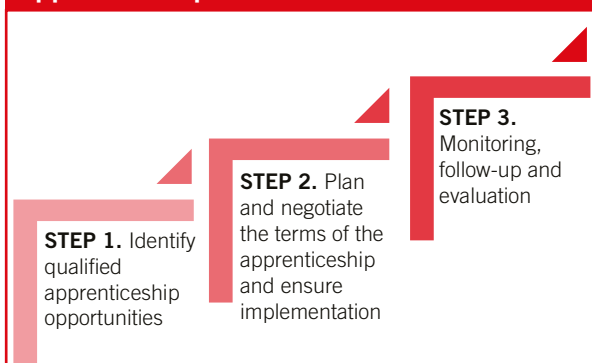 STEP 1. Identify
qualified
apprenticeship
opportunities
STEP 2. Plan
and negotiate
the terms of the
apprenticeship
and ensure
implementation
STEP 3.
Monitoring,
follow-up and
evaluation